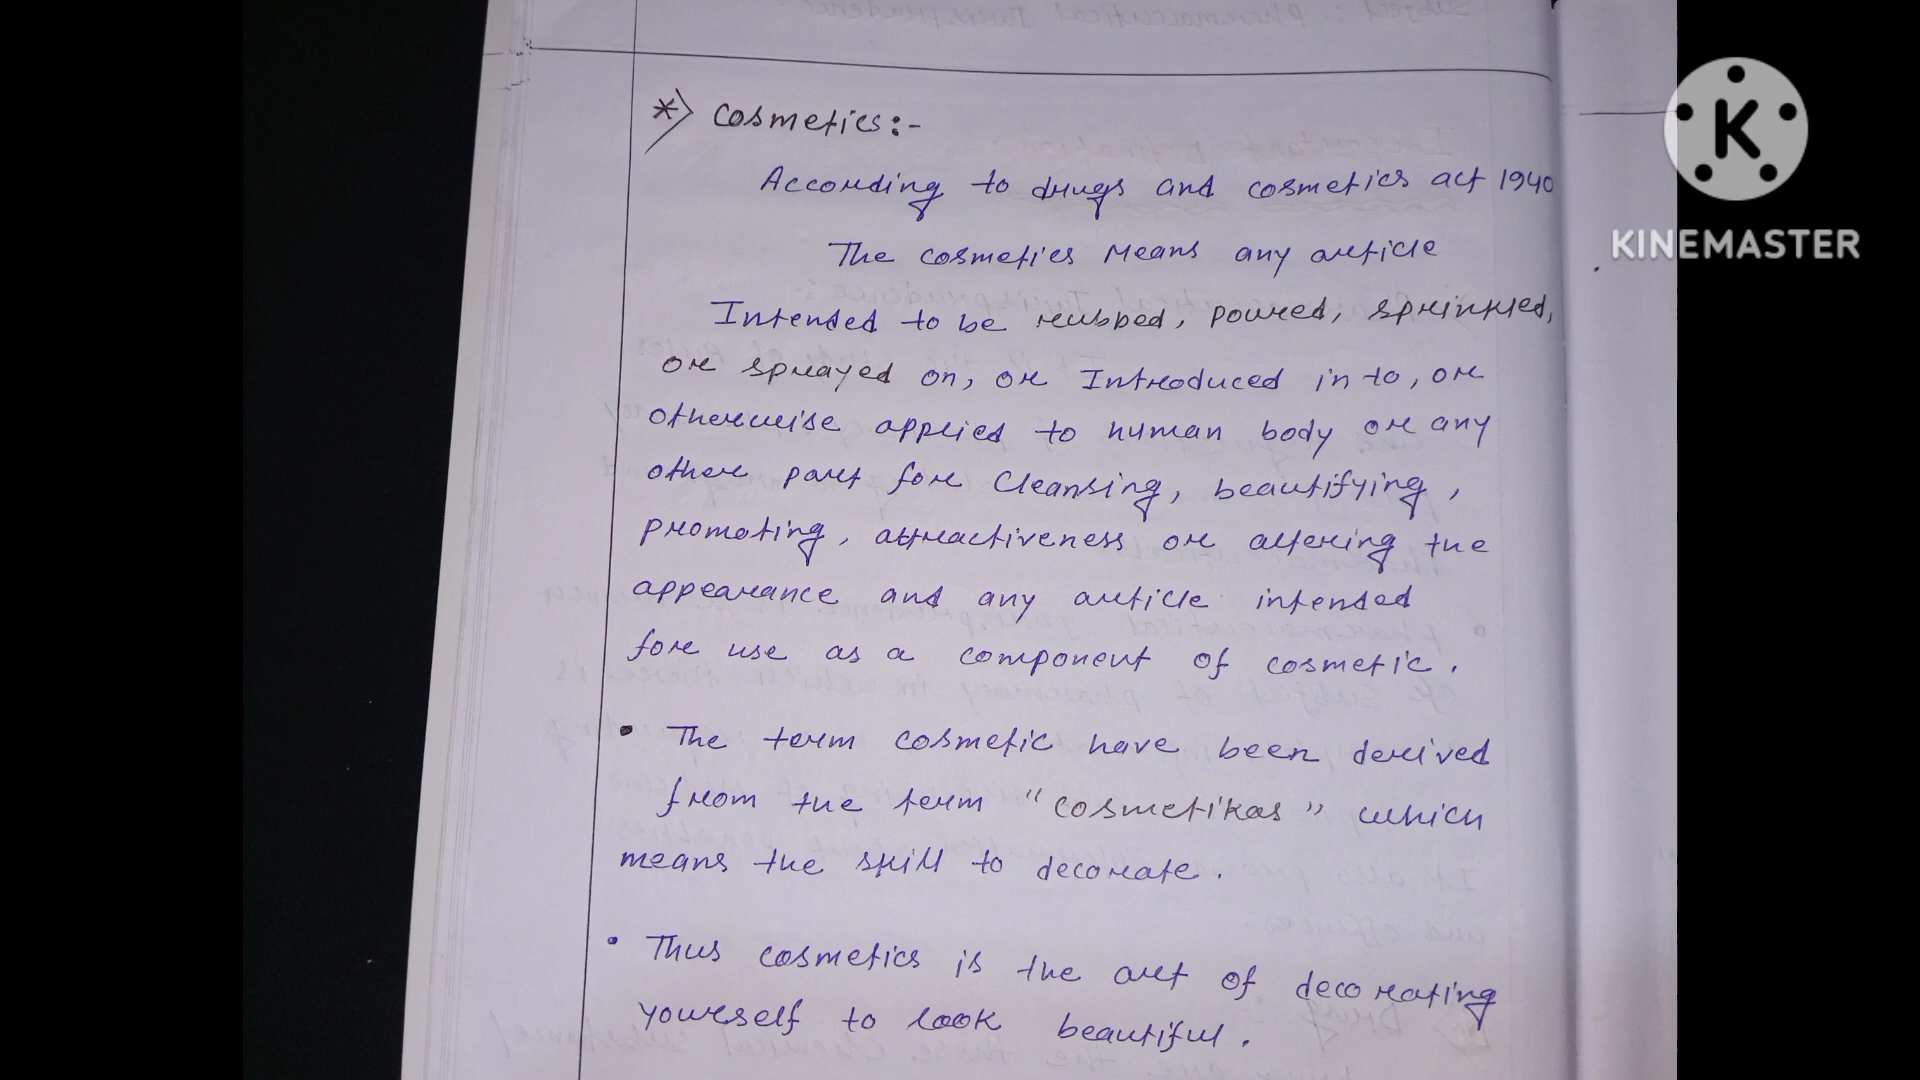 *) Cosmetics:-
According to drugs and cosmetics act 1940
The cosmetics Means any article
Intended to be rubbed, poured, sprinkled,
or sprayed on, or Introduced in to, or
otherwise applied to human body or any
other part for Cleansing, beautifying,
promoting, attractiveness or altering the
appearance and any article intended
for use as a component of cosmetic.
• The term cosmetic have been derived
from the term "cosmetikas" which
means the skill to decorate.
• Thus cosmetics is the art of decorating
yourself to look beautiful.
K
KINEMASTER